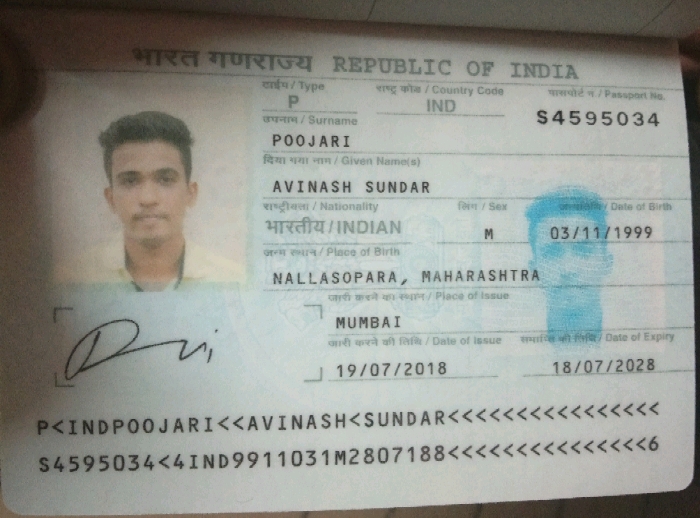 भारत गणराज्य REPUBLIC OF INDIA
टाईप / Type राष्ट्र कोड / Country Code पासपोर्ट न. / Passport No.
P IND S4595034
उपनाम / Surname
POOJARI
दिया गया नाम / Given Name(s)
AVINASH SUNDAR
राष्ट्रीयता / Nationality लिंग / Sex जन्मतिथि / Date of Birth
भारतीय / INDIAN M 03/11/1999
जन्म स्थान / Place of Birth
NALLASOPARA, MAHARASHTRA
जारी करने का स्थान / Place of Issue
MUMBAI
जारी करने की तिथि / Date of Issue समाप्ति की तिथि / Date of Expiry
19/07/2018 18/07/2028
P<INDPOOJARI<<AVINASH<SUNDAR<<<<<<<<<<<<<<<<
S4595034<4IND9911031M2807188<<<<<<<<<<<<<<<6